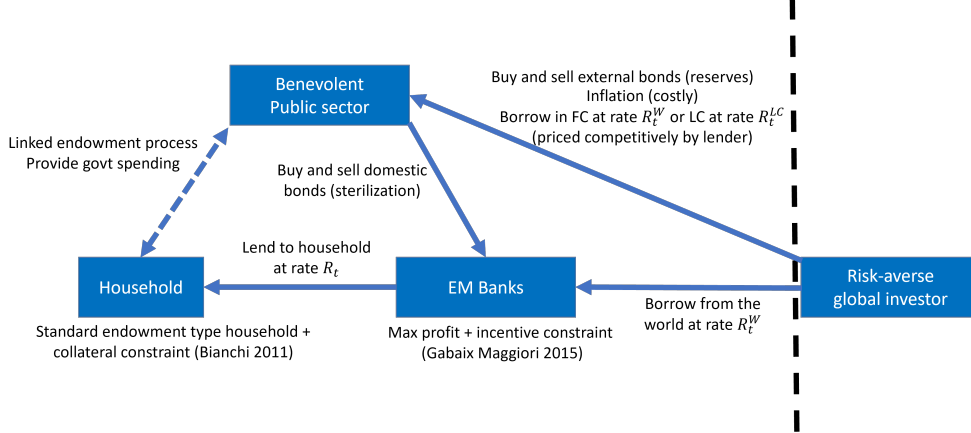 Benevolent
Public sector
Buy and sell external bonds (reserves)
Inflation (costly)
Borrow in FC at rate $R_t^W$ or LC at rate $R_t^{LC}$
(priced competitively by lender)
Linked endowment process
Provide govt spending
Buy and sell domestic
bonds (sterilization)
Lend to household
at rate $R_t$
Household
EM Banks
Risk-averse
global investor
Standard endowment type household +
collateral constraint (Bianchi 2011)
Max profit + incentive constraint
(Gabaix Maggiori 2015)
Borrow from the
world at rate $R_t^W$